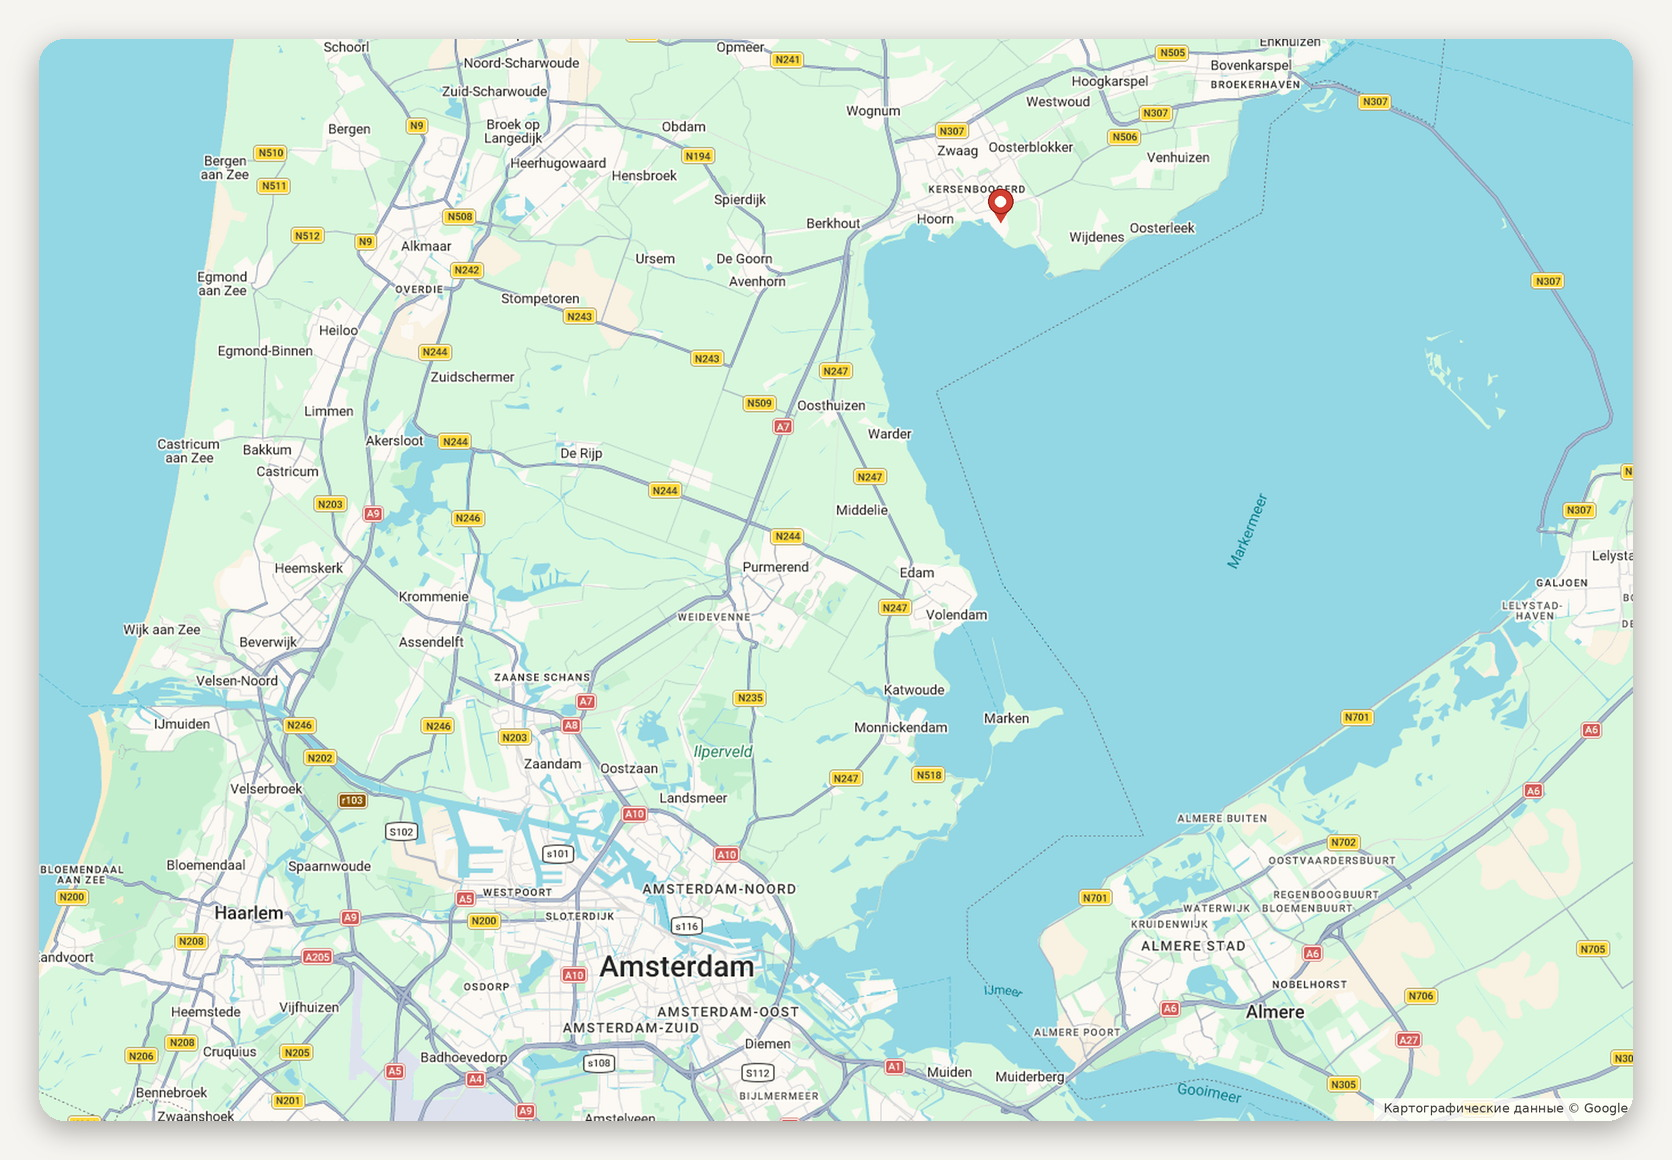 Schoorl
Opmeer
Enkhuizen
N505
N241
Noord-Scharwoude
Bovenkarspel
Hoogkarspel
BROEKERHAVEN
Zuid-Scharwoude
Westwoud
N307
Wognum
N307
N9
Bergen
Broek op
Langedijk
Obdam
N307
N506
Zwaag
Oosterblokker
N510
Bergen
aan Zee
Heerhugowaard
N194
Venhuizen
N511
Hensbroek
KERSENBOOGERD
Spierdijk
N508
Berkhout
Hoorn
Oosterleek
Wijdenes
N512
N9
Alkmaar
Ursem
De Goorn
N242
Egmond
aan Zee
Avenhorn
N307
OVERDIE
Stompetoren
N243
Heiloo
Egmond-Binnen
N244
N243
N247
Zuidschermer
Limmen
N509
Oosthuizen
A7
Castricum
aan Zee
Bakkum
Akersloot
N244
Warder
De Rijp
Castricum
N247
N244
N203
A9
N246
Middelie
N307
Markermeer
N244
Heemskerk
Purmerend
Edam
Lelysta
GALJOEN
Krommenie
WEIDEVENNE
N247
Volendam
LELYSTAD-
HAVEN
Wijk aan Zee
Beverwijk
Assendelft
Velsen-Noord
ZAANSE SCHANS
A7
N235
Katwoude
IJmuiden
N246
N246
A8
N203
Monnickendam
Marken
N701
A6
N202
Ilperveld
Zaandam
Oostzaan
N247
N518
Velserbroek
r103
Landsmeer
A6
A10
ALMERE BUITEN
S102
N702
s101
A10
Bloemendaal
Spaarnwoude
OOSTVAARDERSBUURT
BLOEMENDAAL
AAN ZEE
AMSTERDAM-NOORD
WESTPOORT
REGENBOOGBUURT
N200
A5
N701
WATERWIJK
BLOEMENBUURT
Haarlem
A9
N200
SLOTERDIJK
s116
KRUIDENWIJK
N208
ALMERE STAD
A205
A6
N705
andvoort
Amsterdam
A10
OSDORP
NOBELHORST
IJmeer
N706
Heemstede
Vijfhuizen
AMSTERDAM-OOST
A6
Almere
AMSTERDAM-ZUID
ALMERE POORT
N208
N205
Diemen
A27
Cruquius
N206
Badhoevedorp
s108
A1
N30
A5
A4
S112
Muiden
Muiderberg
N305
Bennebroek
N201
BIJLMERMEER
Gooimeer
Zwaanshoek
A9
Amstelveen
Картографические данные © Google